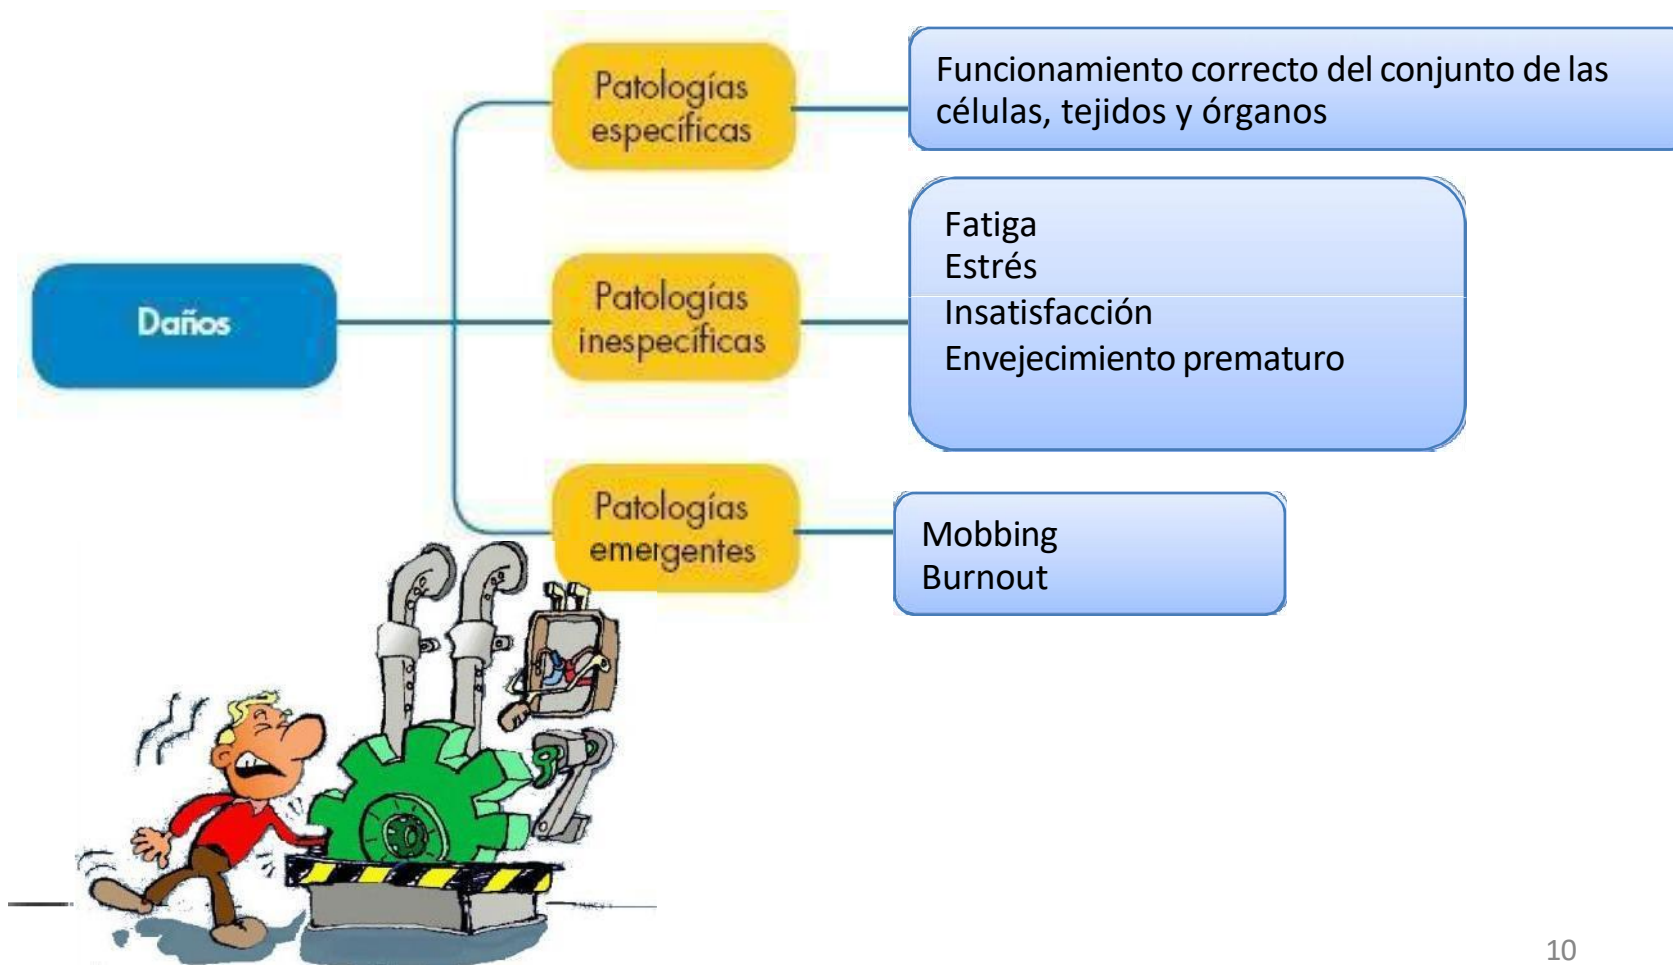 Daños
Patologías
específicas
Funcionamiento correcto del conjunto de las
células, tejidos y órganos
Patologías
inespecíficas
Fatiga
Estrés
Insatisfacción
Envejecimiento prematuro
Patologías
emergentes
Mobbing
Burnout
10